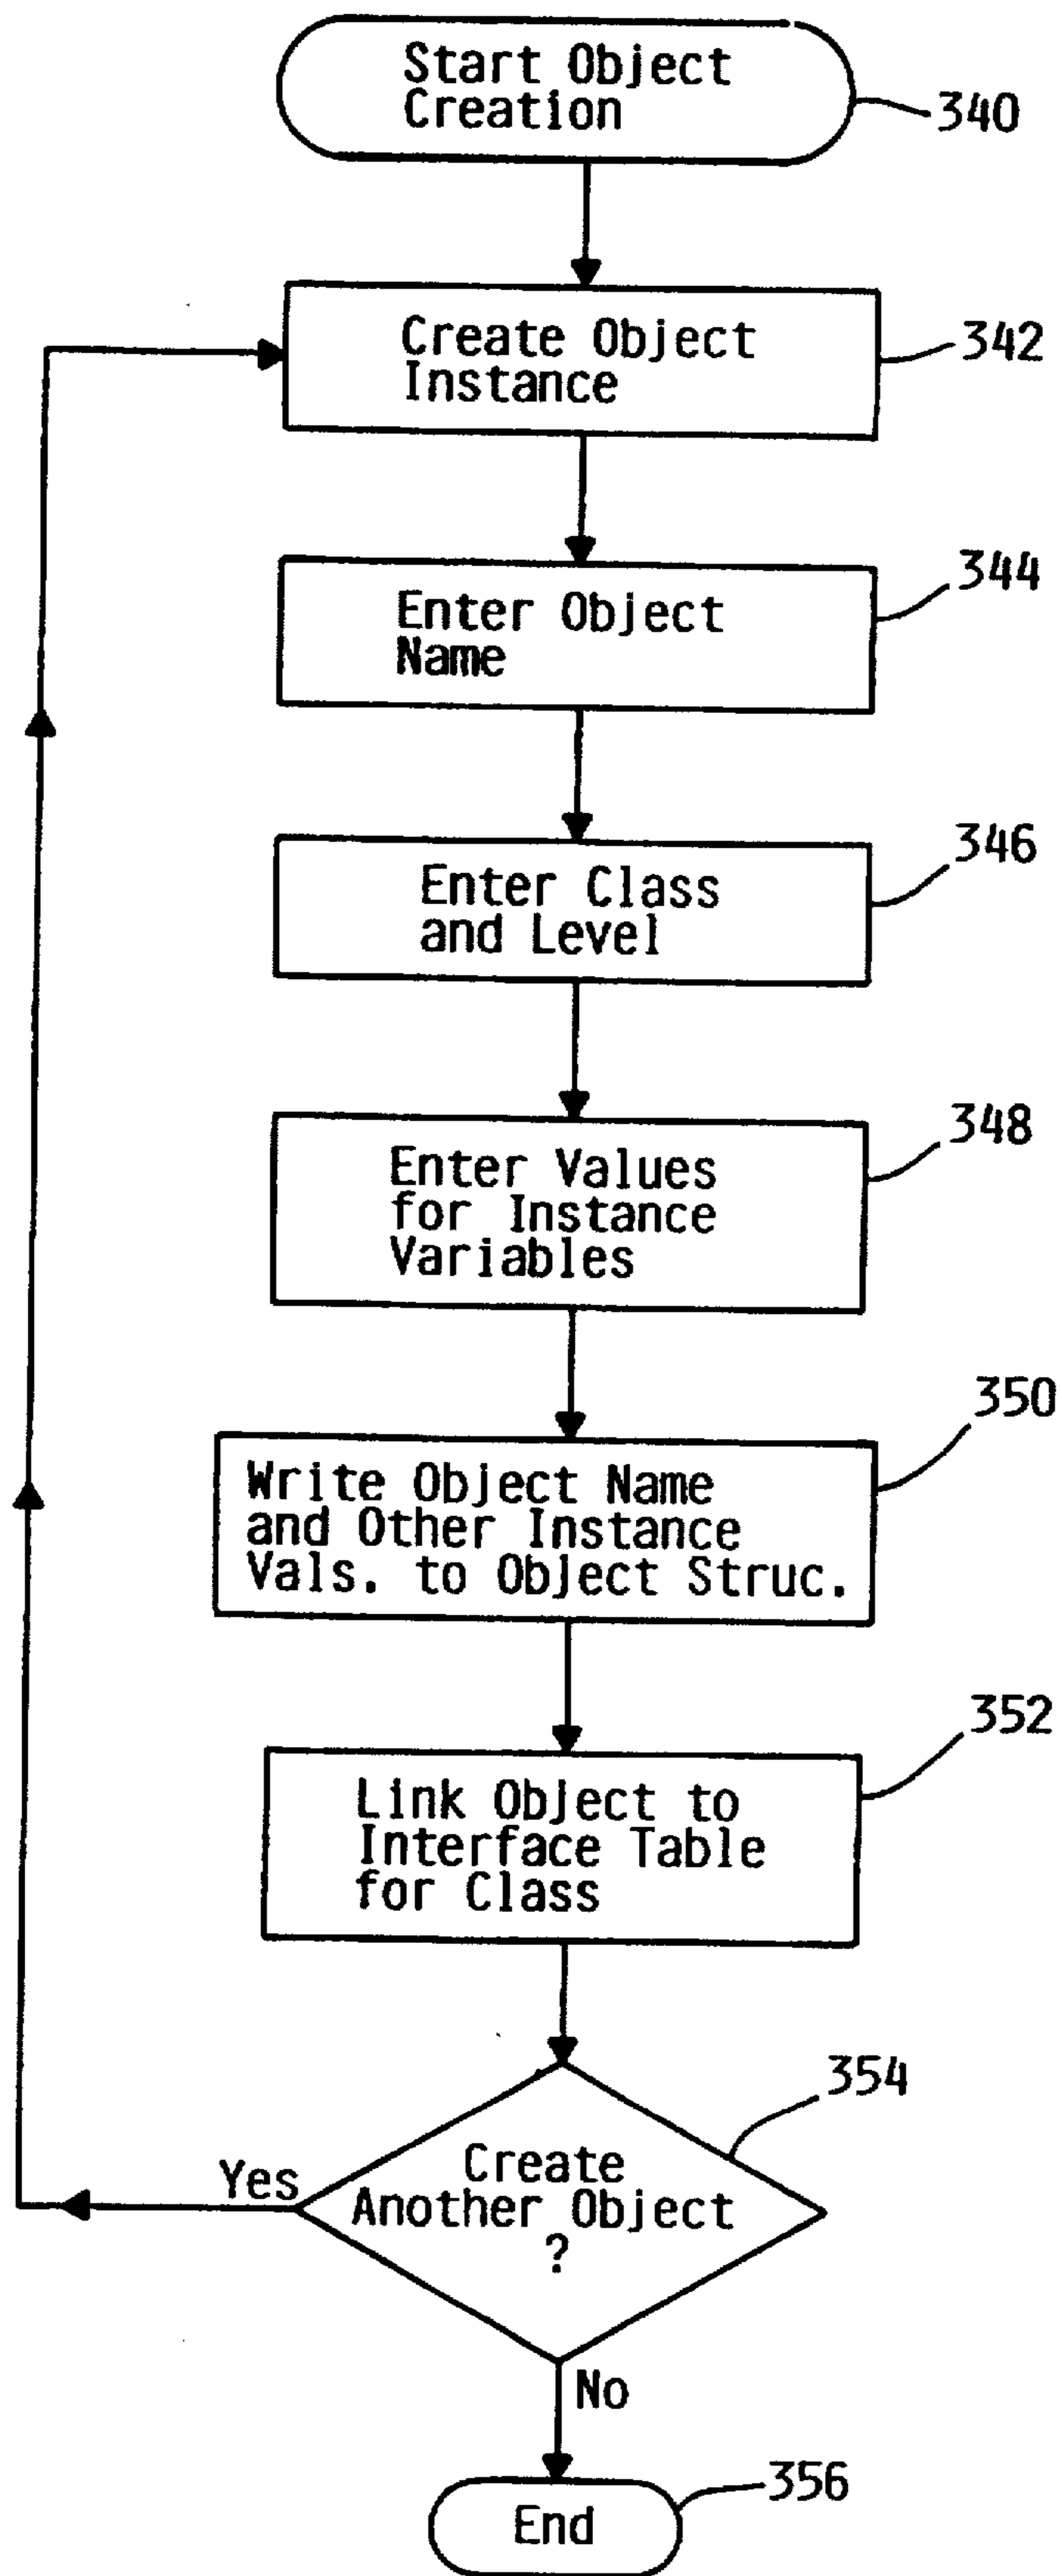 Start Object
Creation
340
Create Object
Instance
342
Enter Object
Name
344
Enter Class
and Level
346
Enter Values
for Instance
Variables
348
Write Object Name
and Other Instance
Vals. to Object Struc.
350
Link Object to
Interface Table
for Class
352
Create
Another Object
?
354
Yes
No
End
356